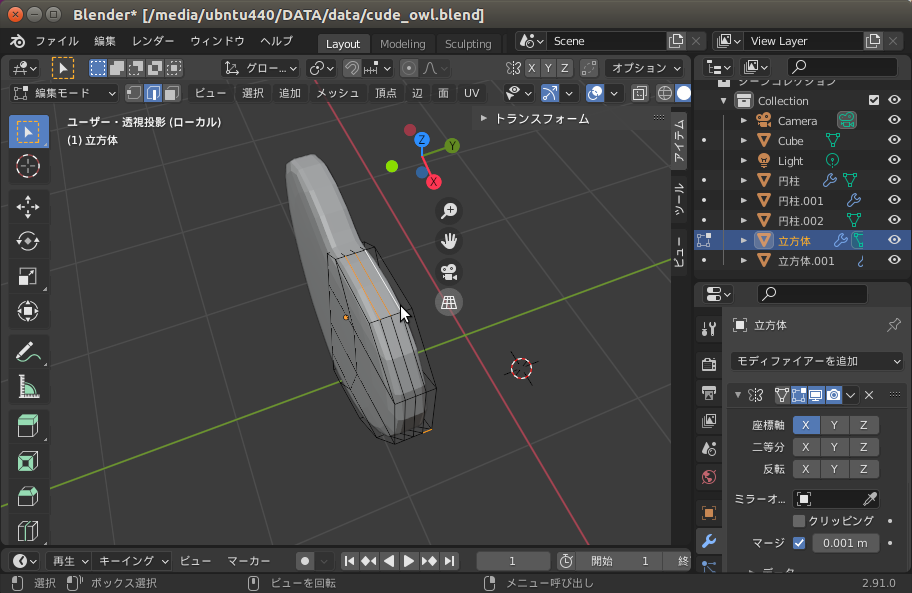 Blender* [/media/ubntu440/DATA/data/cude_owl.blend]
ファイル 編集 レンダー ウィンドウ ヘルプ Layout Modeling Sculpting Scene View Layer
グロー... X Y Z オプション
編集モード ビュー 選択 追加 メッシュ 頂点 辺 面 UV
ユーザー・透視投影 (ローカル)
(1) 立方体
トランスフォーム
Z
Y
X
アイテム
ツール
ビュー
シーンコレクション
Collection
Camera
Cube
Light
円柱
円柱.001
円柱.002
立方体
立方体.001
立方体
モディファイアーを追加
座標軸 X Y Z
二等分 X Y Z
反転 X Y Z
ミラーオ...
クリッピング
マージ 0.001 m
データ
再生 キーイング ビュー マーカー 1 開始 1 終
選択 ボックス選択 ビューを回転 メニュー呼び出し 2.91.0